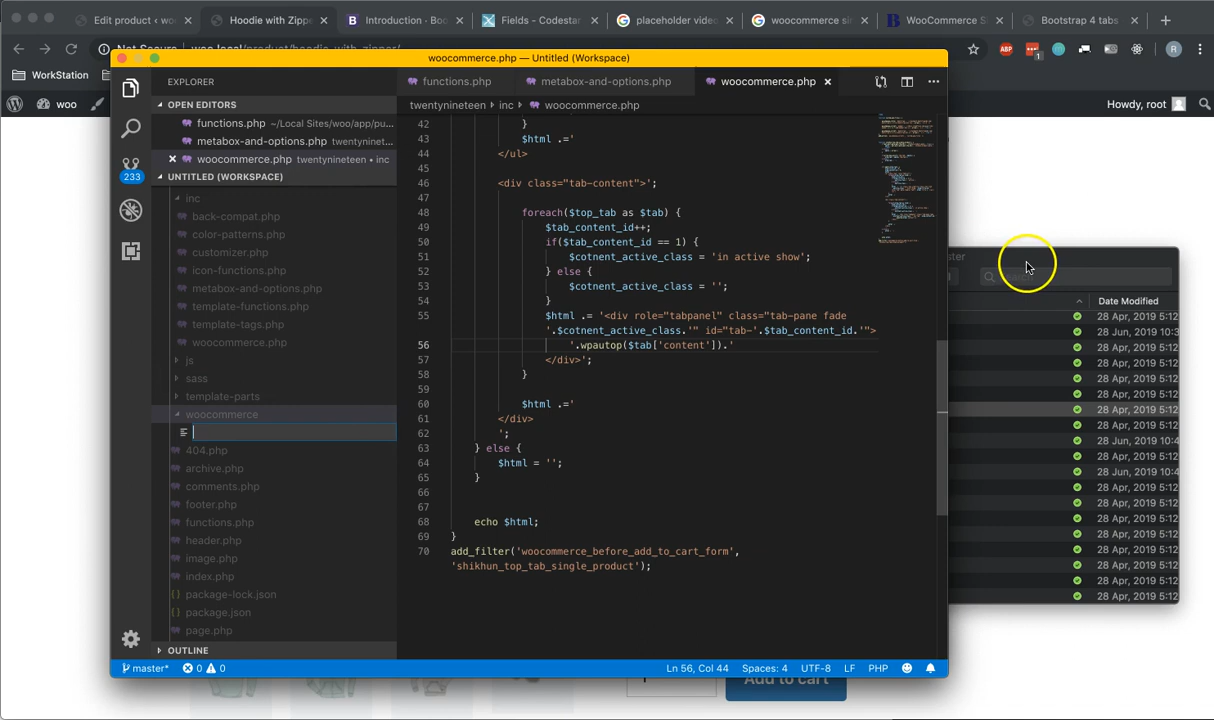 Edit product ‹ woo
Hoodie with Zippe
Introduction · Boo
Fields - Codestar
placeholder video
woocommerce sin
WooCommerce S
Bootstrap 4 tabs
Not Secure woo.local/product/hoodie_with_zipper/
ABP
1
R
WorkStation
woo
Howdy, root
woocommerce.php — Untitled (Workspace)
EXPLORER
functions.php
metabox-and-options.php
woocommerce.php
OPEN EDITORS
twentynineteen › inc › woocommerce.php
functions.php ~/Local Sites/woo/app/pu...
metabox-and-options.php twentyninet...
woocommerce.php twentynineteen • inc
233
UNTITLED (WORKSPACE)
inc
back-compat.php
color-patterns.php
customizer.php
icon-functions.php
metabox-and-options.php
template-functions.php
template-tags.php
woocommerce.php
js
sass
template-parts
woocommerce
404.php
archive.php
comments.php
footer.php
functions.php
header.php
image.php
index.php
package-lock.json
package.json
page.php
OUTLINE
42 }
43 $html .='
44 </ul>
45
46 <div class="tab-content">';
47
48 foreach($top_tab as $tab) {
49 $tab_content_id++;
50 if($tab_content_id == 1) {
51 $cotnent_active_class = 'in active show';
52 } else {
53 $cotnent_active_class = '';
54 }
55 $html .= '<div role="tabpanel" class="tab-pane fade
'.$cotnent_active_class.'" id="tab-'.$tab_content_id.'">
56 '.wpautop($tab['content']).'
57 </div>';
58 }
59
60 $html .='
61 </div>
62 ';
63 } else {
64 $html = '';
65 }
66
67
68 echo $html;
69 }
70 add_filter('woocommerce_before_add_to_cart_form',
'shikhun_top_tab_single_product');
Date Modified
28 Apr, 2019 5:12
28 Jun, 2019 10:3
28 Apr, 2019 5:12
28 Apr, 2019 5:12
28 Apr, 2019 5:12
28 Apr, 2019 5:12
28 Apr, 2019 5:12
28 Apr, 2019 5:12
28 Jun, 2019 10:4
28 Apr, 2019 5:12
28 Jun, 2019 10:4
28 Apr, 2019 5:12
28 Apr, 2019 5:12
28 Apr, 2019 5:12
28 Apr, 2019 5:12
28 Apr, 2019 5:12
28 Apr, 2019 5:12
28 Apr, 2019 5:12
28 Apr, 2019 5:12
master* 0 0
Ln 56, Col 44 Spaces: 4 UTF-8 LF PHP
Add to cart